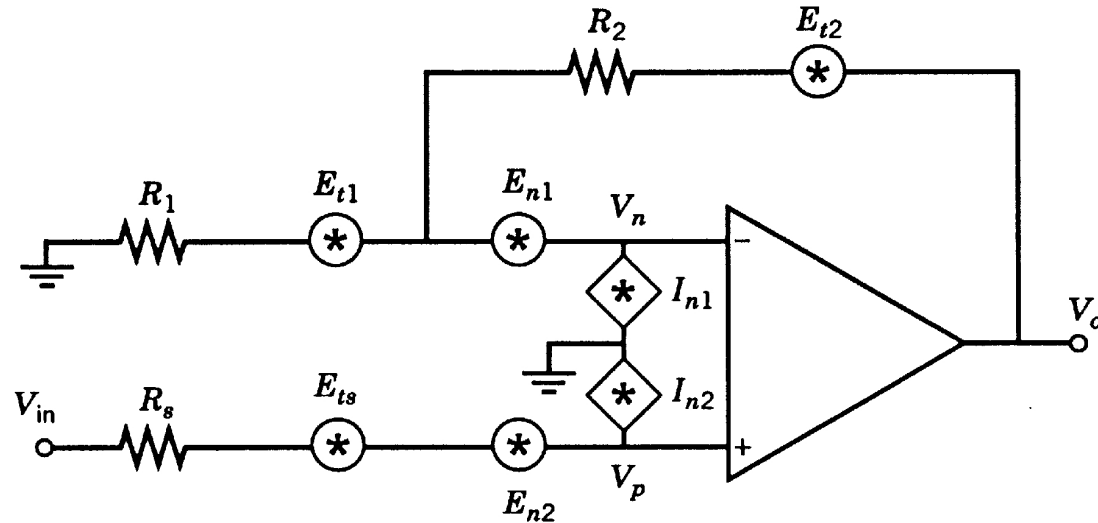 R2
Et2
R1
Et1
En1
Vn
−
In1
Vo
Vin
Rs
Ets
In2
+
En2
Vp